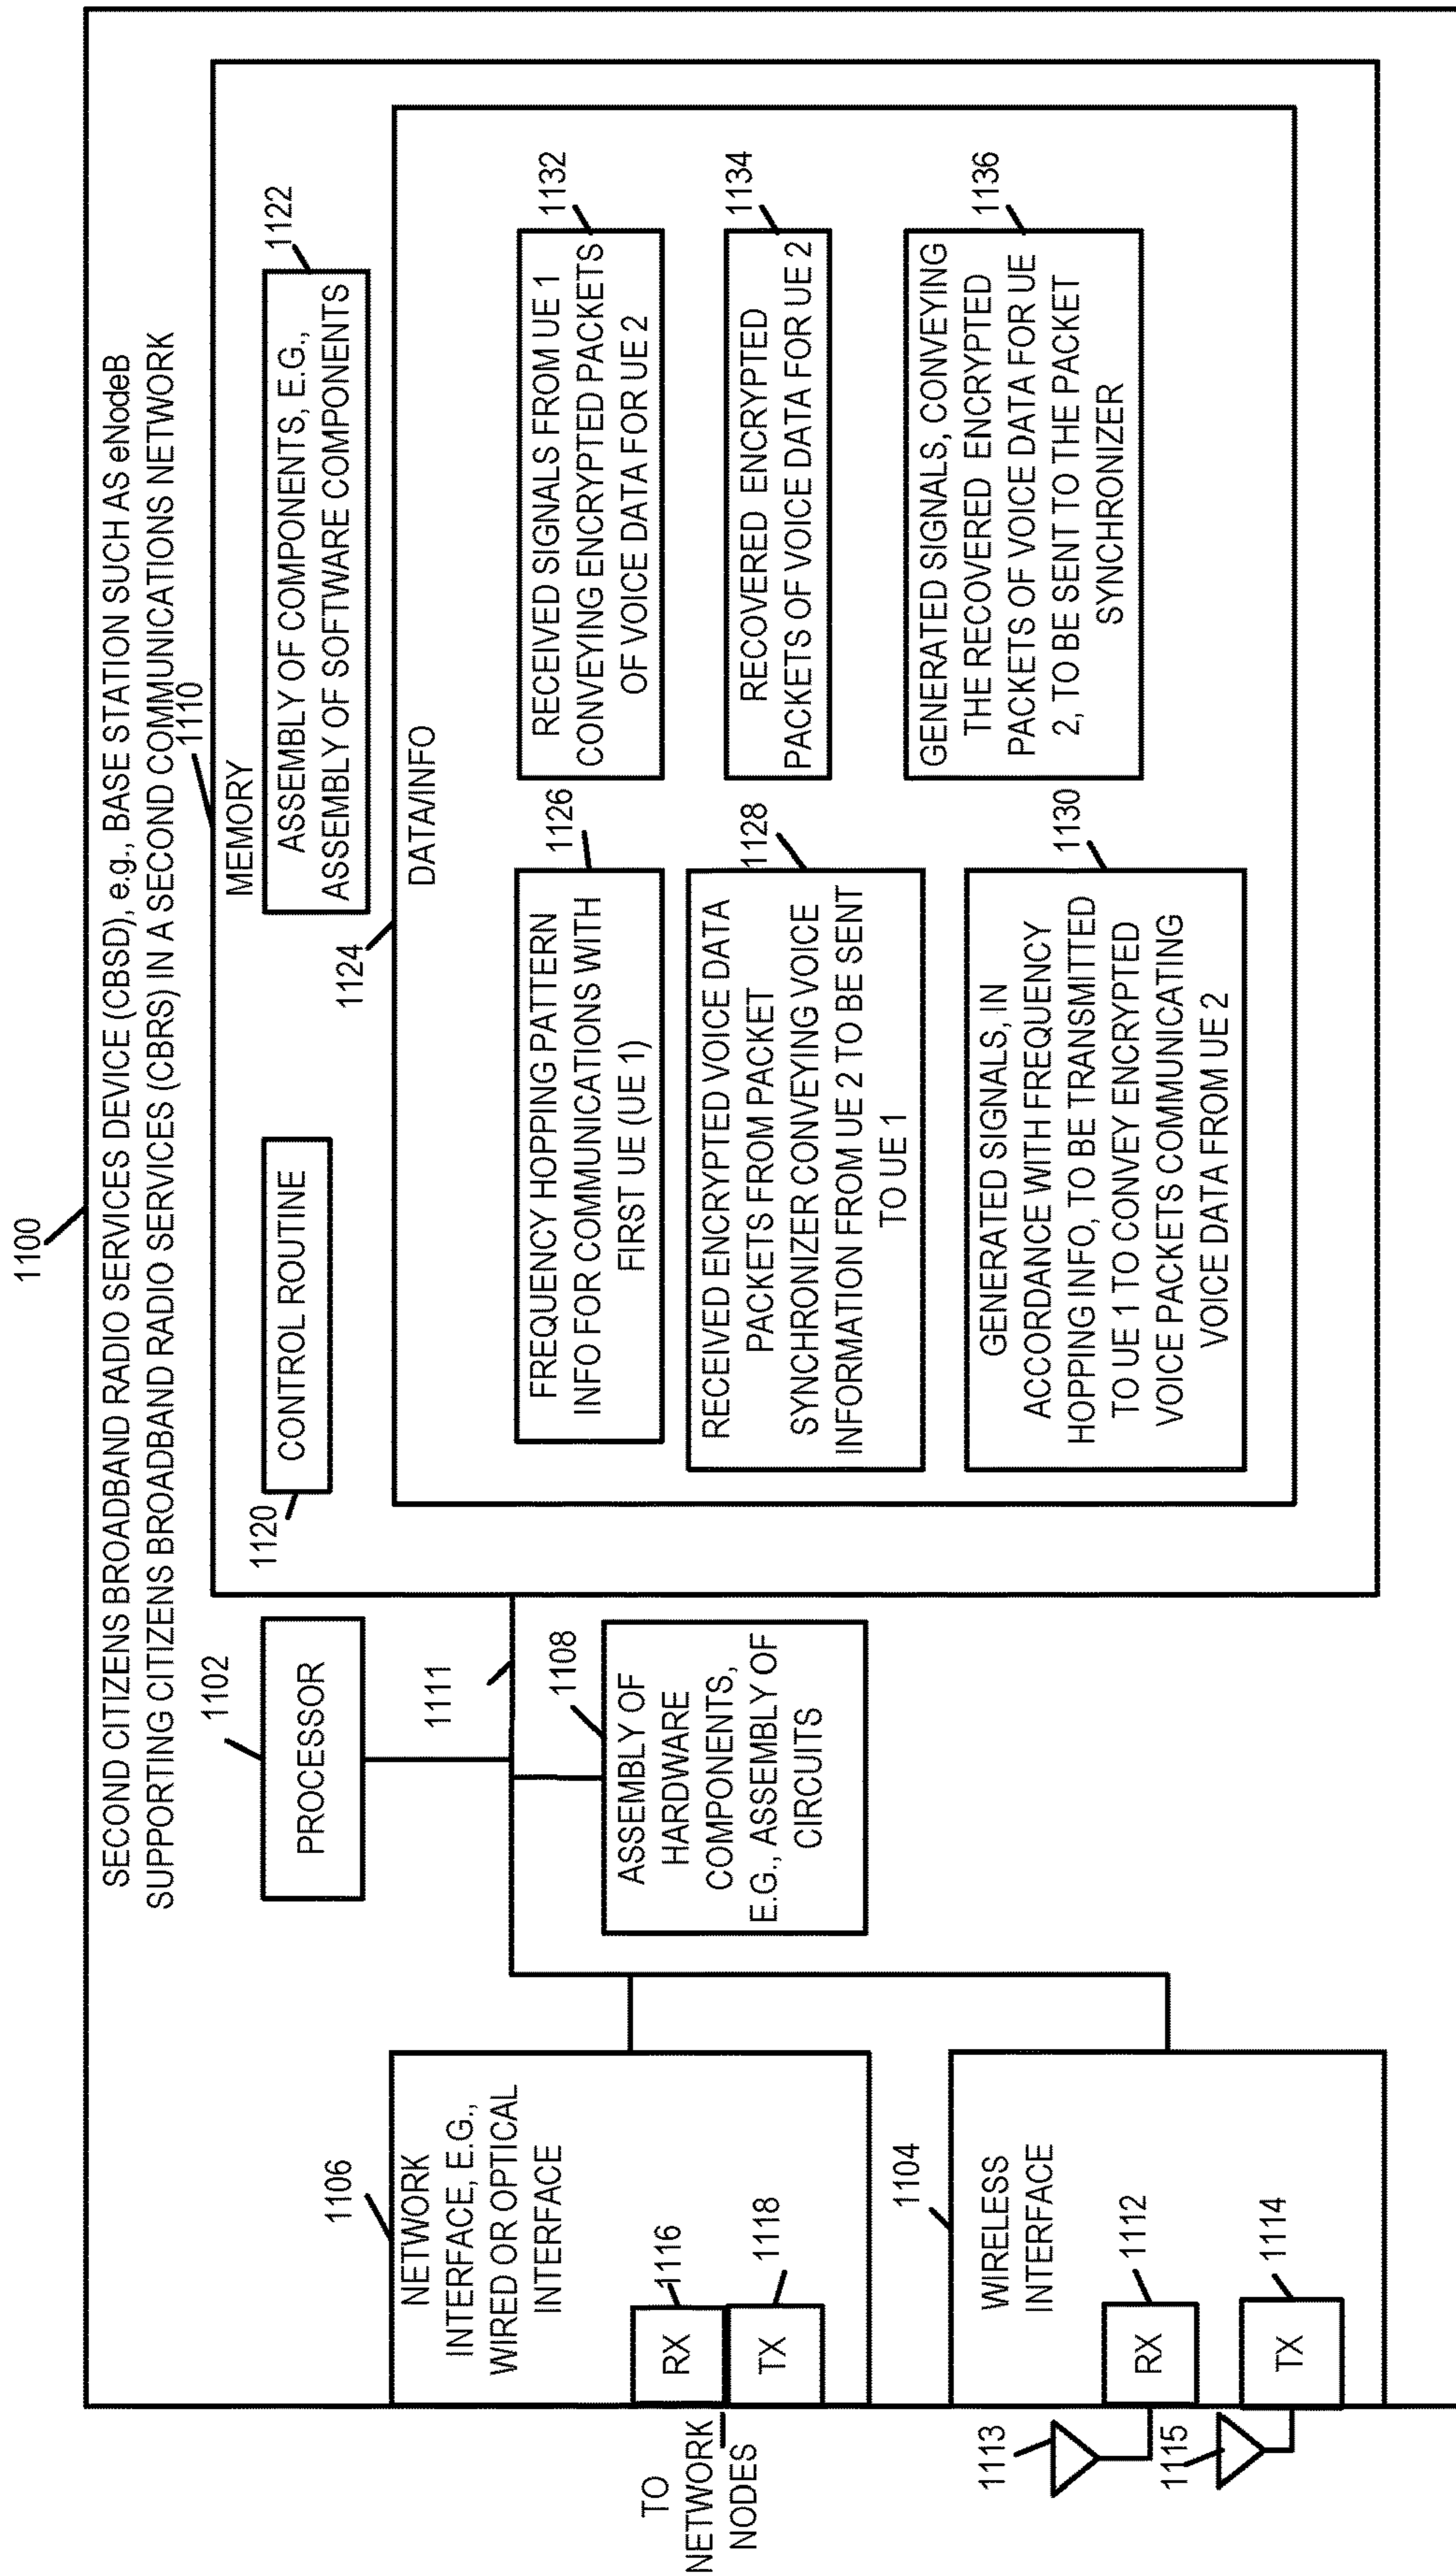 1100
SECOND CITIZENS BROADBAND RADIO SERVICES DEVICE (CBSD), e.g., BASE STATION SUCH AS eNodeB
SUPPORTING CITIZENS BROADBAND RADIO SERVICES (CBRS) IN A SECOND COMMUNICATIONS NETWORK
1106
NETWORK
INTERFACE, E.G.,
WIRED OR OPTICAL
INTERFACE
1116
RX
1118
TX
TO
NETWORK
NODES
1104
WIRELESS
INTERFACE
1112
RX
1113
1114
TX
1115
1102
PROCESSOR
1111
1108
ASSEMBLY OF
HARDWARE
COMPONENTS,
E.G., ASSEMBLY OF
CIRCUITS
1110
MEMORY
1120
CONTROL ROUTINE
1122
ASSEMBLY OF COMPONENTS, E.G.,
ASSEMBLY OF SOFTWARE COMPONENTS
1124
DATA/INFO
1126
FREQUENCY HOPPING PATTERN
INFO FOR COMMUNICATIONS WITH
FIRST UE (UE 1)
1128
RECEIVED ENCRYPTED VOICE DATA
PACKETS FROM PACKET
SYNCHRONIZER CONVEYING VOICE
INFORMATION FROM UE 2 TO BE SENT
TO UE 1
1130
GENERATED SIGNALS, IN
ACCORDANCE WITH FREQUENCY
HOPPING INFO, TO BE TRANSMITTED
TO UE 1 TO CONVEY ENCRYPTED
VOICE PACKETS COMMUNICATING
VOICE DATA FROM UE 2
1132
RECEIVED SIGNALS FROM UE 1
CONVEYING ENCRYPTED PACKETS
OF VOICE DATA FOR UE 2
1134
RECOVERED ENCRYPTED
PACKETS OF VOICE DATA FOR UE 2
1136
GENERATED SIGNALS, CONVEYING
THE RECOVERED ENCRYPTED
PACKETS OF VOICE DATA FOR UE
2, TO BE SENT TO THE PACKET
SYNCHRONIZER